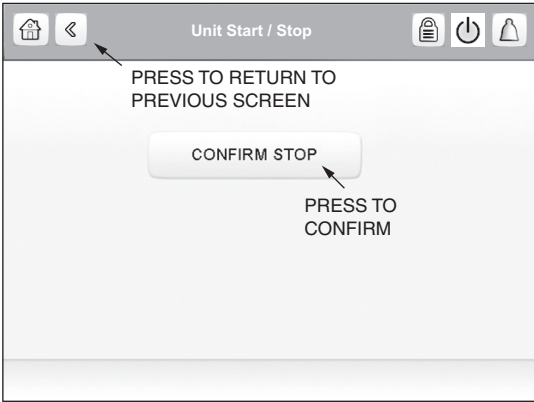 Unit Start / Stop
PRESS TO RETURN TO
PREVIOUS SCREEN
CONFIRM STOP
PRESS TO
CONFIRM